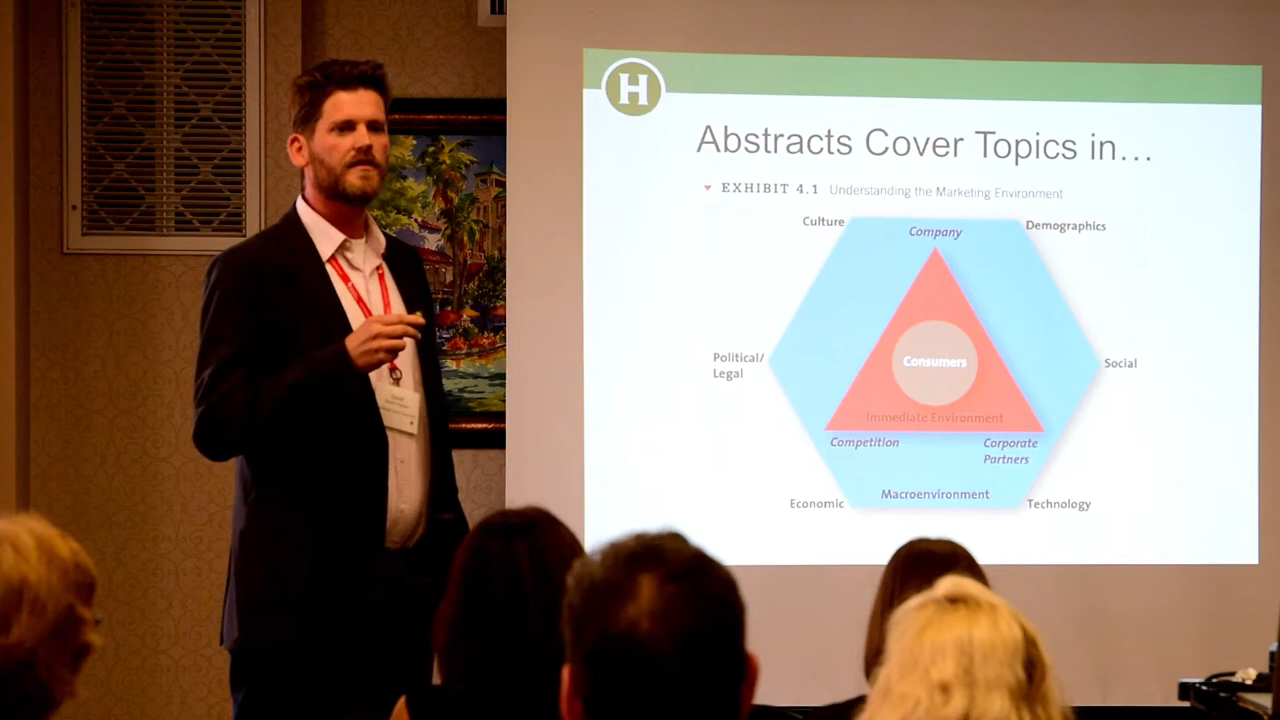 H
Abstracts Cover Topics in...
EXHIBIT 4.1 Understanding the Marketing Environment
Culture
Demographics
Company
Political/
Legal
Consumers
Social
Immediate Environment
Competition
Corporate
Partners
Macroenvironment
Economic
Technology